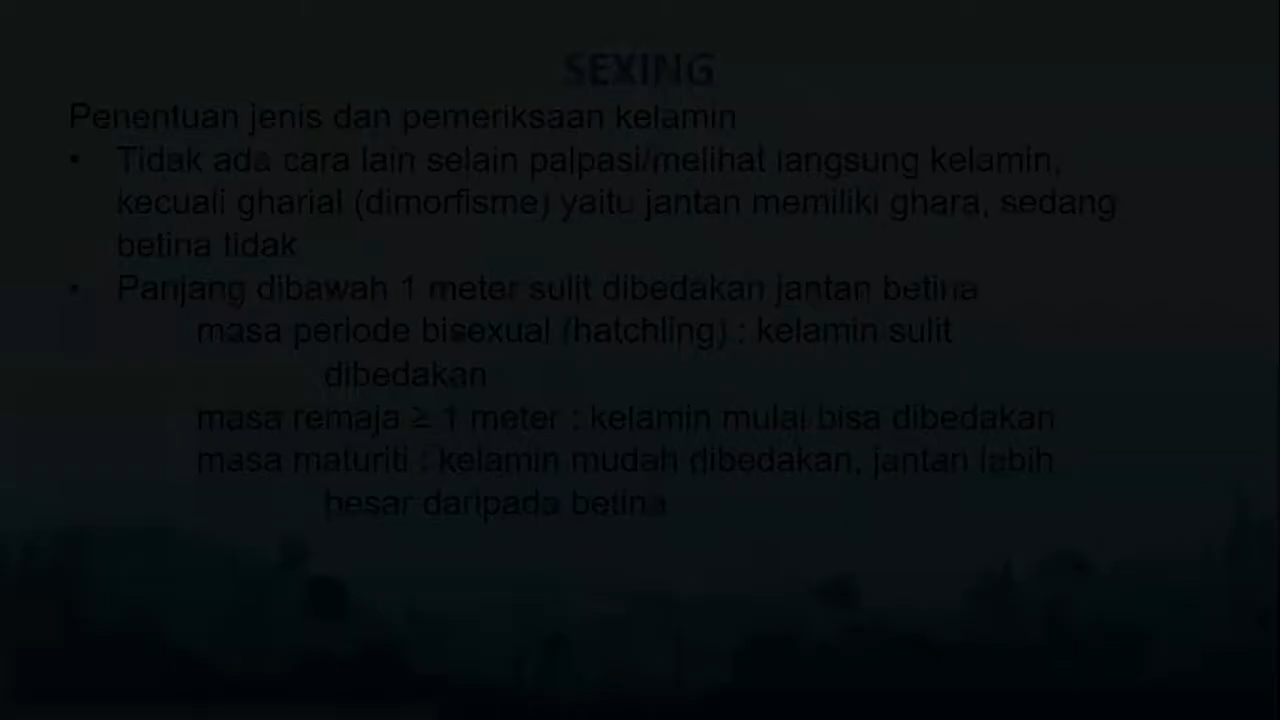 SEXING
Penentuan jenis dan pemeriksaan kelamin
• Tidak ada cara lain selain palpasi/melihat langsung kelamin,
kecuali gharial (dimorfisme) yaitu jantan memiliki ghara, sedang
betina tidak
• Panjang dibawah 1 meter sulit dibedakan jantan betina
masa periode bisexual (hatchling) : kelamin sulit
dibedakan
masa remaja ≥ 1 meter : kelamin mulai bisa dibedakan
masa maturiti : kelamin mudah dibedakan, jantan lebih
besar daripada betina